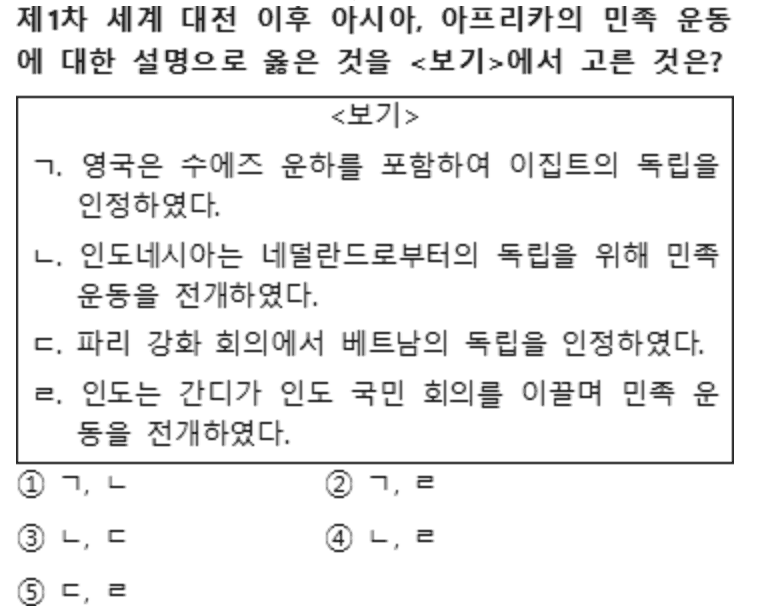 제1차 세계 대전 이후 아시아, 아프리카의 민족 운동
에 대한 설명으로 옳은 것을 <보기>에서 고른 것은?
<보기>
ㄱ. 영국은 수에즈 운하를 포함하여 이집트의 독립을
인정하였다.
ㄴ. 인도네시아는 네덜란드로부터의 독립을 위해 민족
운동을 전개하였다.
ㄷ. 파리 강화 회의에서 베트남의 독립을 인정하였다.
ㄹ. 인도는 간디가 인도 국민 회의를 이끌며 민족 운
동을 전개하였다.
① ㄱ, ㄴ ② ㄱ, ㄹ
③ ㄴ, ㄷ ④ ㄴ, ㄹ
⑤ ㄷ, ㄹ